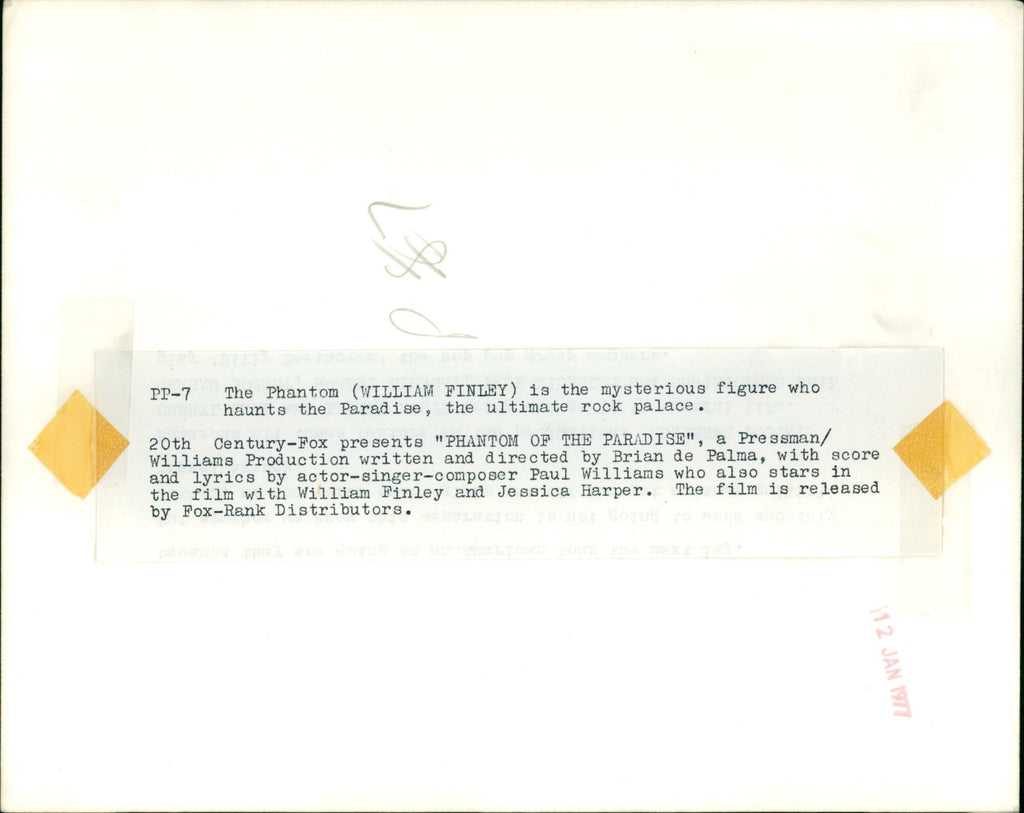 PP-7 The Phantom (WILLIAM FINLEY) is the mysterious figure who
haunts the Paradise, the ultimate rock palace.
20th Century-Fox presents "PHANTOM OF THE PARADISE", a Pressman/
Williams Production written and directed by Brian de Palma, with score
and lyrics by actor-singer-composer Paul Williams who also stars in
the film with William Finley and Jessica Harper. The film is released
by Fox-Rank Distributors.
12 JAN 1977